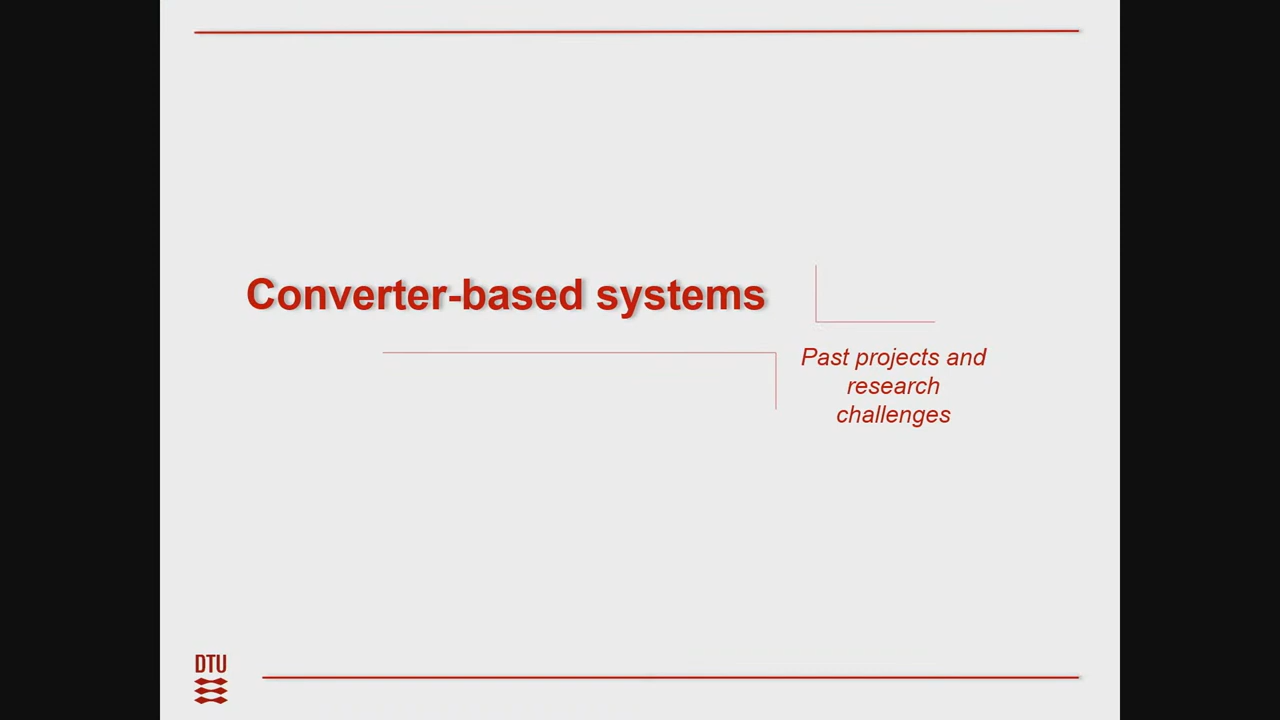 Converter-based systems
Past projects and
research
challenges
DTU